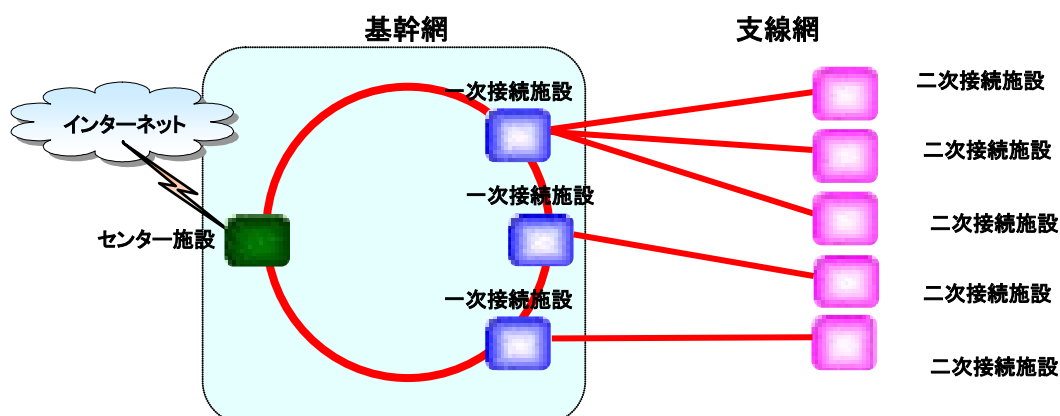 基幹網
支線網
インターネット
センター施設
一次接続施設
一次接続施設
一次接続施設
二次接続施設
二次接続施設
二次接続施設
二次接続施設
二次接続施設